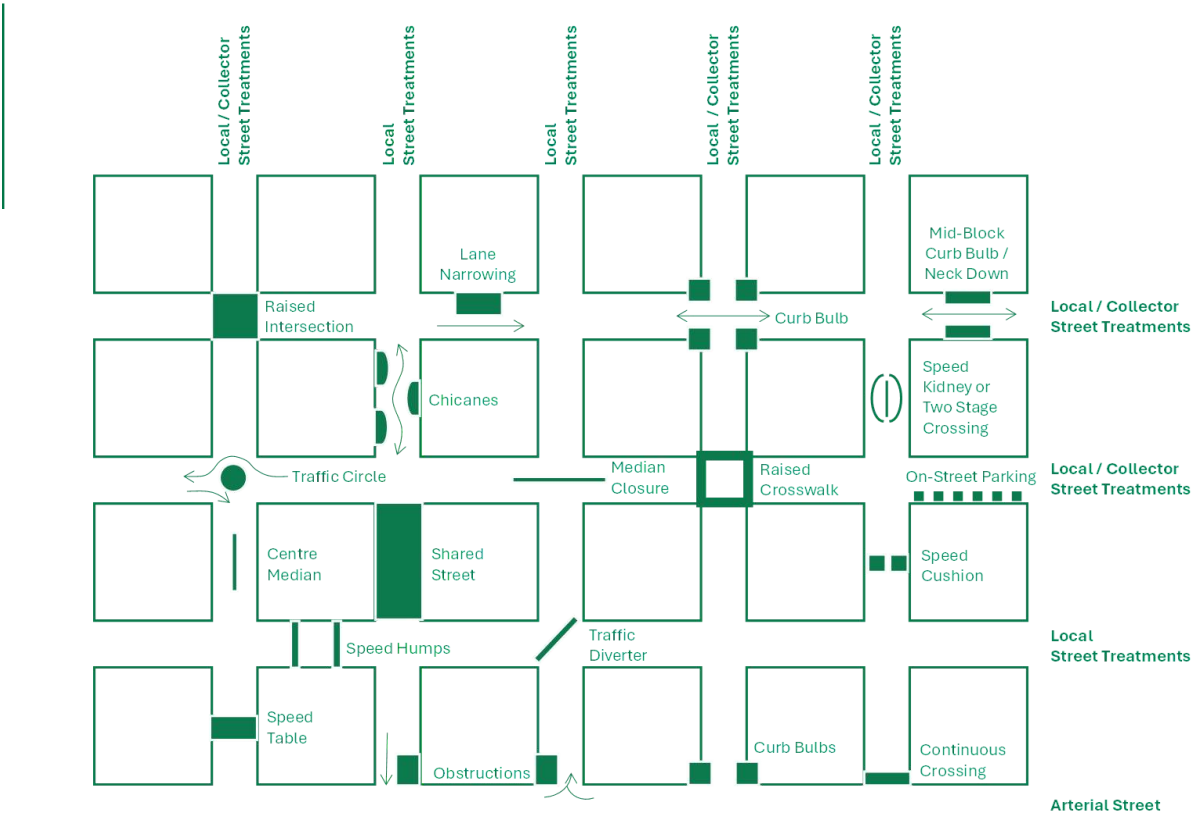 Local / Collector
Street Treatments
Local
Street Treatments
Local
Street Treatments
Local / Collector
Street Treatments
Local / Collector
Street Treatments
Lane
Narrowing
Mid-Block
Curb Bulb /
Neck Down
Raised
Intersection
Curb Bulb
Local / Collector
Street Treatments
Chicanes
Speed
Kidney or
Two Stage
Crossing
Traffic Circle
Median
Closure
Raised
Crosswalk
On-Street Parking
Local / Collector
Street Treatments
Centre
Median
Shared
Street
Speed
Cushion
Speed Humps
Traffic
Diverter
Local
Street Treatments
Speed
Table
Obstructions
Curb Bulbs
Continuous
Crossing
Arterial Street